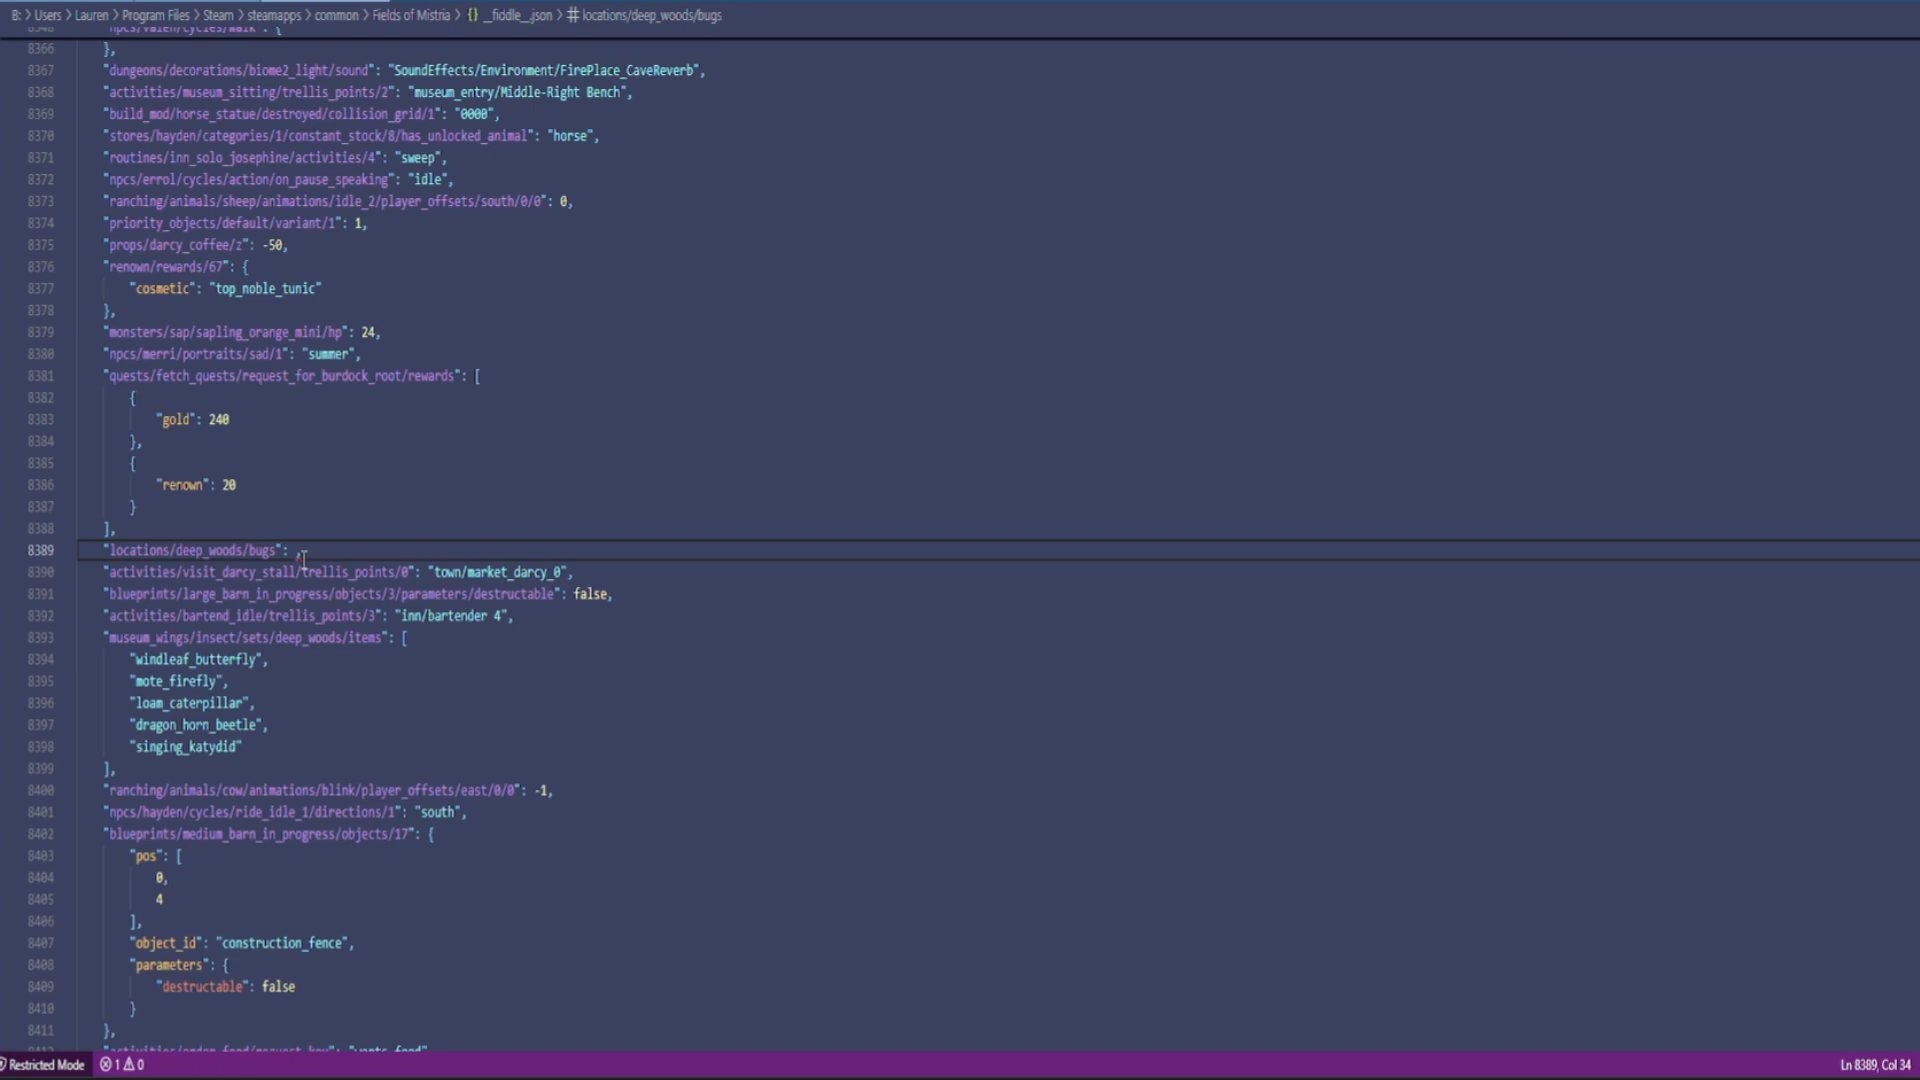 B: > Users > Lauren > Program Files > Steam > steamapps > common > Fields of Mistria > {} __fiddle__.json > # locations/deep_woods/bugs
8348 "npcs/valen/cycles/walk": {
8366 },
8367 "dungeons/decorations/biome2_light/sound": "SoundEffects/Environment/FirePlace_CaveReverb",
8368 "activities/museum_sitting/trellis_points/2": "museum_entry/Middle-Right Bench",
8369 "build_mod/horse_statue/destroyed/collision_grid/1": "0000",
8370 "stores/hayden/categories/1/constant_stock/8/has_unlocked_animal": "horse",
8371 "routines/inn_solo_josephine/activities/4": "sweep",
8372 "npcs/errol/cycles/action/on_pause_speaking": "idle",
8373 "ranching/animals/sheep/animations/idle_2/player_offsets/south/0/0": 0,
8374 "priority_objects/default/variant/1": 1,
8375 "props/darcy_coffee/z": -50,
8376 "renown/rewards/67": {
8377 "cosmetic": "top_noble_tunic"
8378 },
8379 "monsters/sap/sapling_orange_mini/hp": 24,
8380 "npcs/merri/portraits/sad/1": "summer",
8381 "quests/fetch_quests/request_for_burdock_root/rewards": [
8382 {
8383 "gold": 240
8384 },
8385 {
8386 "renown": 20
8387 }
8388 ],
8389 "locations/deep_woods/bugs": ,
8390 "activities/visit_darcy_stall/trellis_points/0": "town/market_darcy_0",
8391 "blueprints/large_barn_in_progress/objects/3/parameters/destructable": false,
8392 "activities/bartend_idle/trellis_points/3": "inn/bartender 4",
8393 "museum_wings/insect/sets/deep_woods/items": [
8394 "windleaf_butterfly",
8395 "mote_firefly",
8396 "loam_caterpillar",
8397 "dragon_horn_beetle",
8398 "singing_katydid"
8399 ],
8400 "ranching/animals/cow/animations/blink/player_offsets/east/0/0": -1,
8401 "npcs/hayden/cycles/ride_idle_1/directions/1": "south",
8402 "blueprints/medium_barn_in_progress/objects/17": {
8403 "pos": [
8404 0,
8405 4
8406 ],
8407 "object_id": "construction_fence",
8408 "parameters": {
8409 "destructable": false
8410 }
8411 },
Restricted Mode 1 0 Ln 8389, Col 34